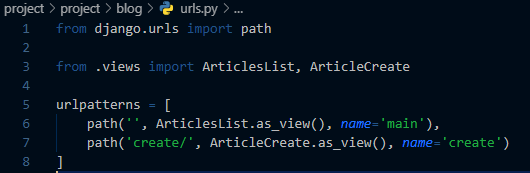 project > project > blog > urls.py > ...
1 from django.urls import path
2
3 from .views import ArticlesList, ArticleCreate
4
5 urlpatterns = [
6     path('', ArticlesList.as_view(), name='main'),
7     path('create/', ArticleCreate.as_view(), name='create')
8 ]